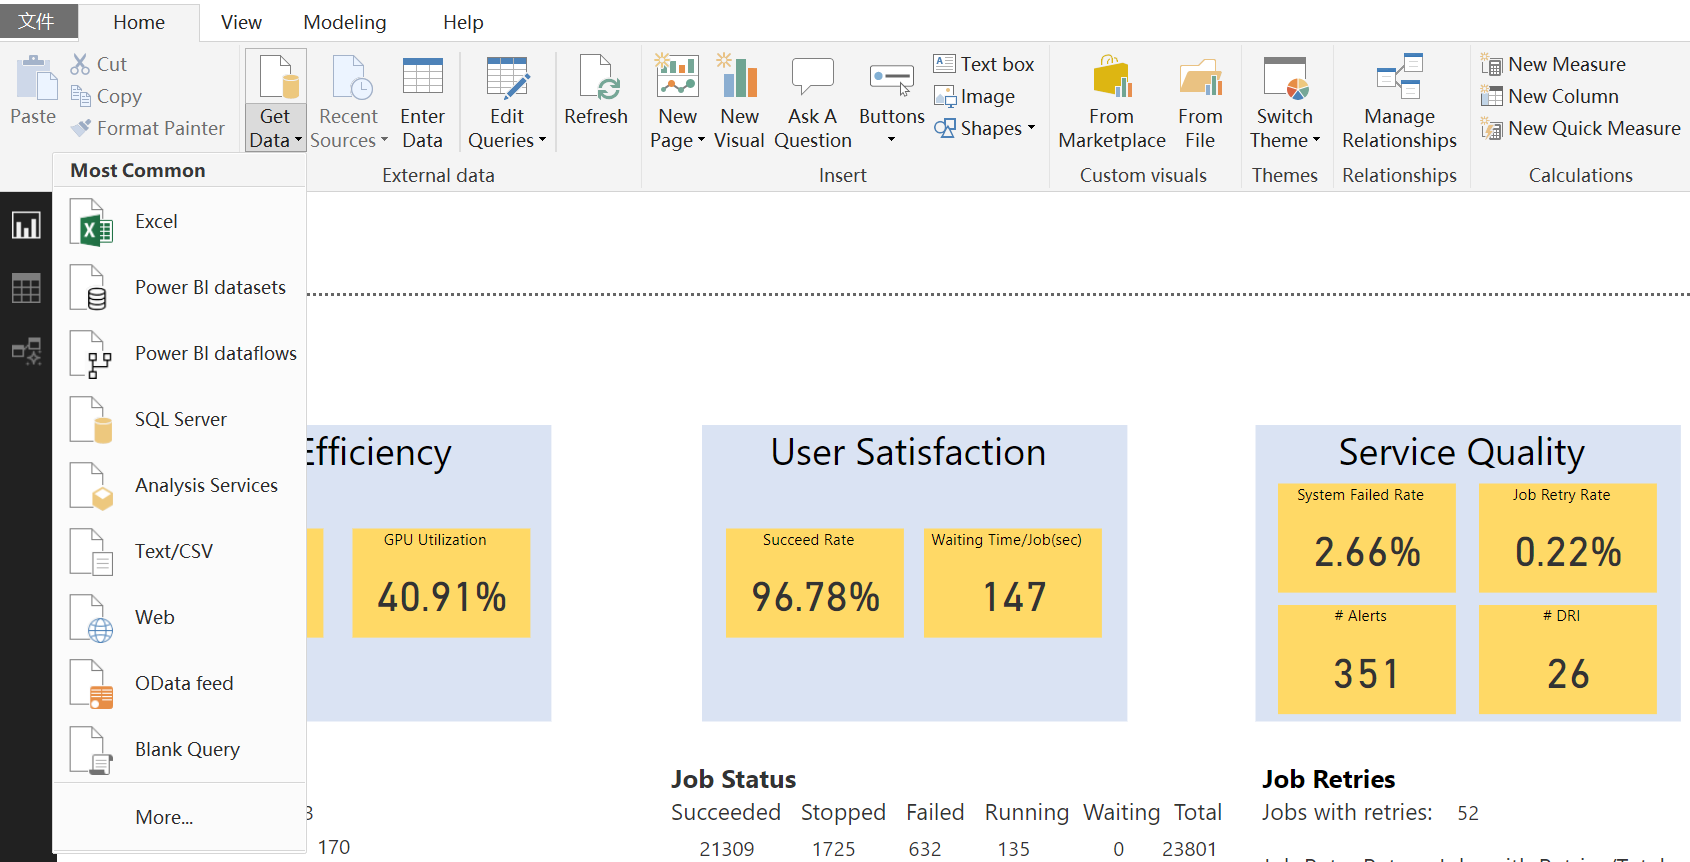 文件 Home View Modeling Help
Cut
Copy
Format Painter
Paste
Get Data
Recent Sources
Enter Data
Edit Queries
Refresh
New Page
New Visual
Ask A Question
Buttons
Text box
Image
Shapes
From Marketplace
From File
Switch Theme
Manage Relationships
New Measure
New Column
New Quick Measure
External data Insert Custom visuals Themes Relationships Calculations
Most Common
Excel
Power BI datasets
Power BI dataflows
SQL Server
Analysis Services
Text/CSV
Web
OData feed
Blank Query
More...
Efficiency
GPU Utilization
40.91%
User Satisfaction
Succeed Rate
96.78%
Waiting Time/Job(sec)
147
Service Quality
System Failed Rate
2.66%
Job Retry Rate
0.22%
# Alerts
351
# DRI
26
170
Job Status
Succeeded Stopped Failed Running Waiting Total
21309 1725 632 135 0 23801
Job Retries
Jobs with retries: 52